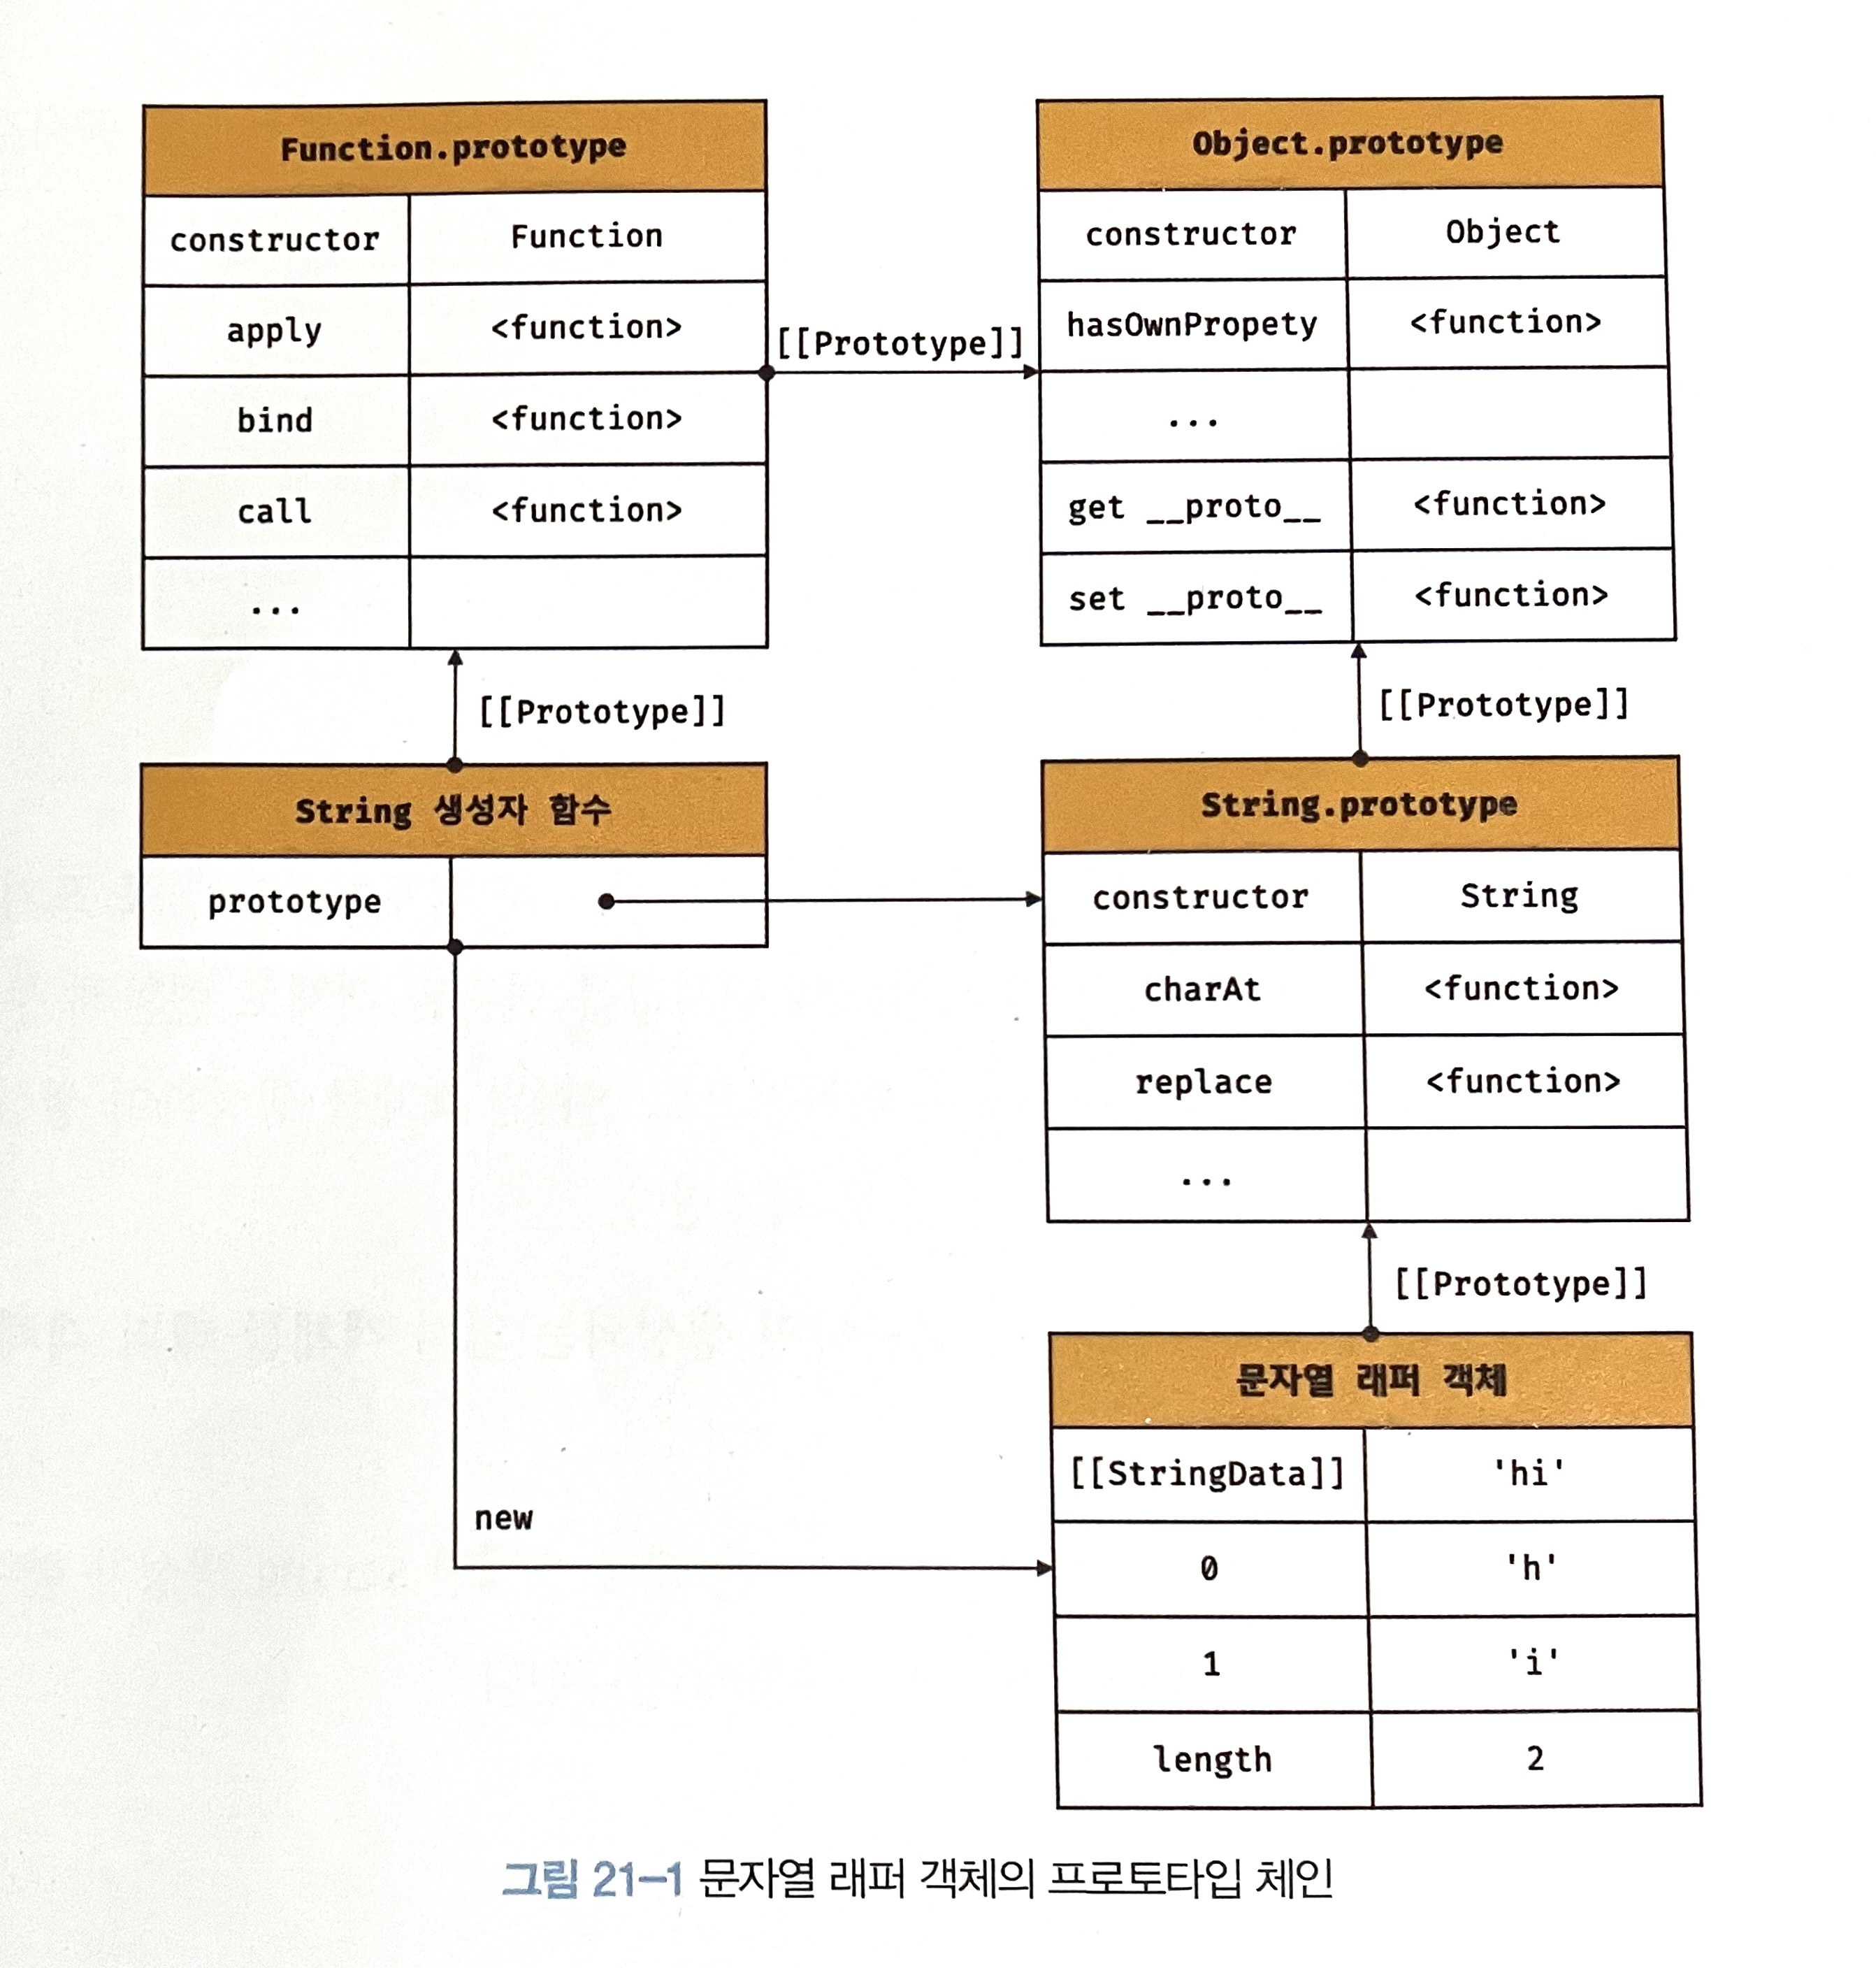 Function.prototype
constructor Function
apply <function>
bind <function>
call <function>
...
[[Prototype]]
Object.prototype
constructor Object
hasOwnPropety <function>
...
get __proto__ <function>
set __proto__ <function>
[[Prototype]]
[[Prototype]]
String 생성자 함수
prototype
String.prototype
constructor String
charAt <function>
replace <function>
...
[[Prototype]]
new
문자열 래퍼 객체
[[StringData]] 'hi'
0 'h'
1 'i'
length 2
그림 21-1 문자열 래퍼 객체의 프로토타입 체인